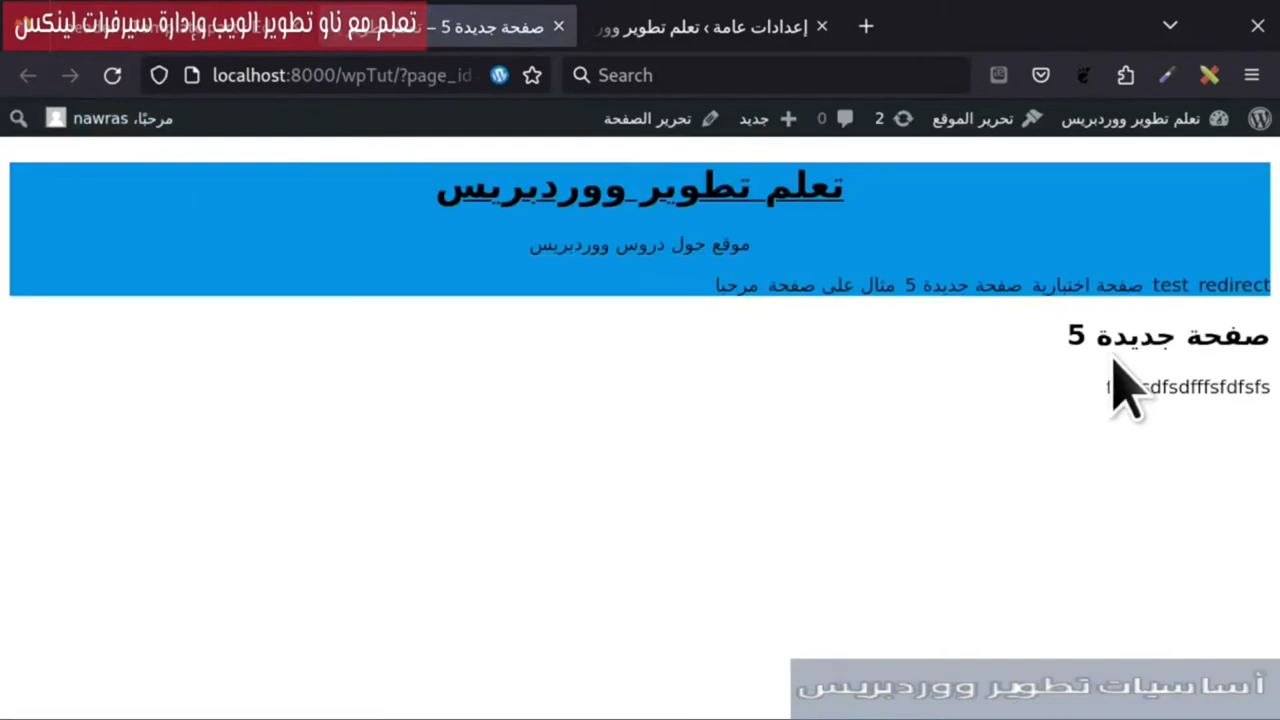 تعلم مع ناو تطوير الويب وإدارة سيرفرات لينكس
صفحة جديدة 5 –
إعدادات عامة ‹ تعلم تطوير وور
localhost:8000/wpTut/?page_id
Search
تعلم تطوير ووردبريس
تحرير الموقع
2
0
جديد
تحرير الصفحة
مرحبًا، nawras
تعلم تطوير ووردبريس
موقع حول دروس ووردبريس
test redirect صفحة اختبارية صفحة جديدة 5 مثال على صفحة مرحبا
صفحة جديدة 5
أساسيات تطوير ووردبريس